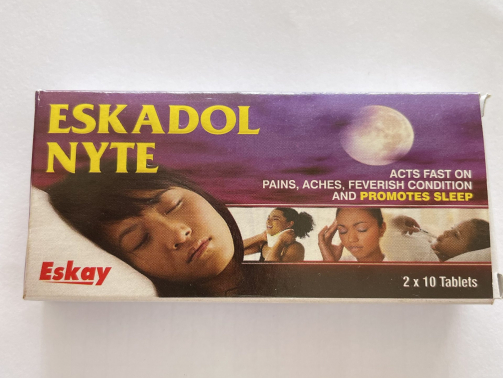 ESKADOL
NYTE
ACTS FAST ON
PAINS, ACHES, FEVERISH CONDITION
AND PROMOTES SLEEP
Eskay
2 x 10 Tablets